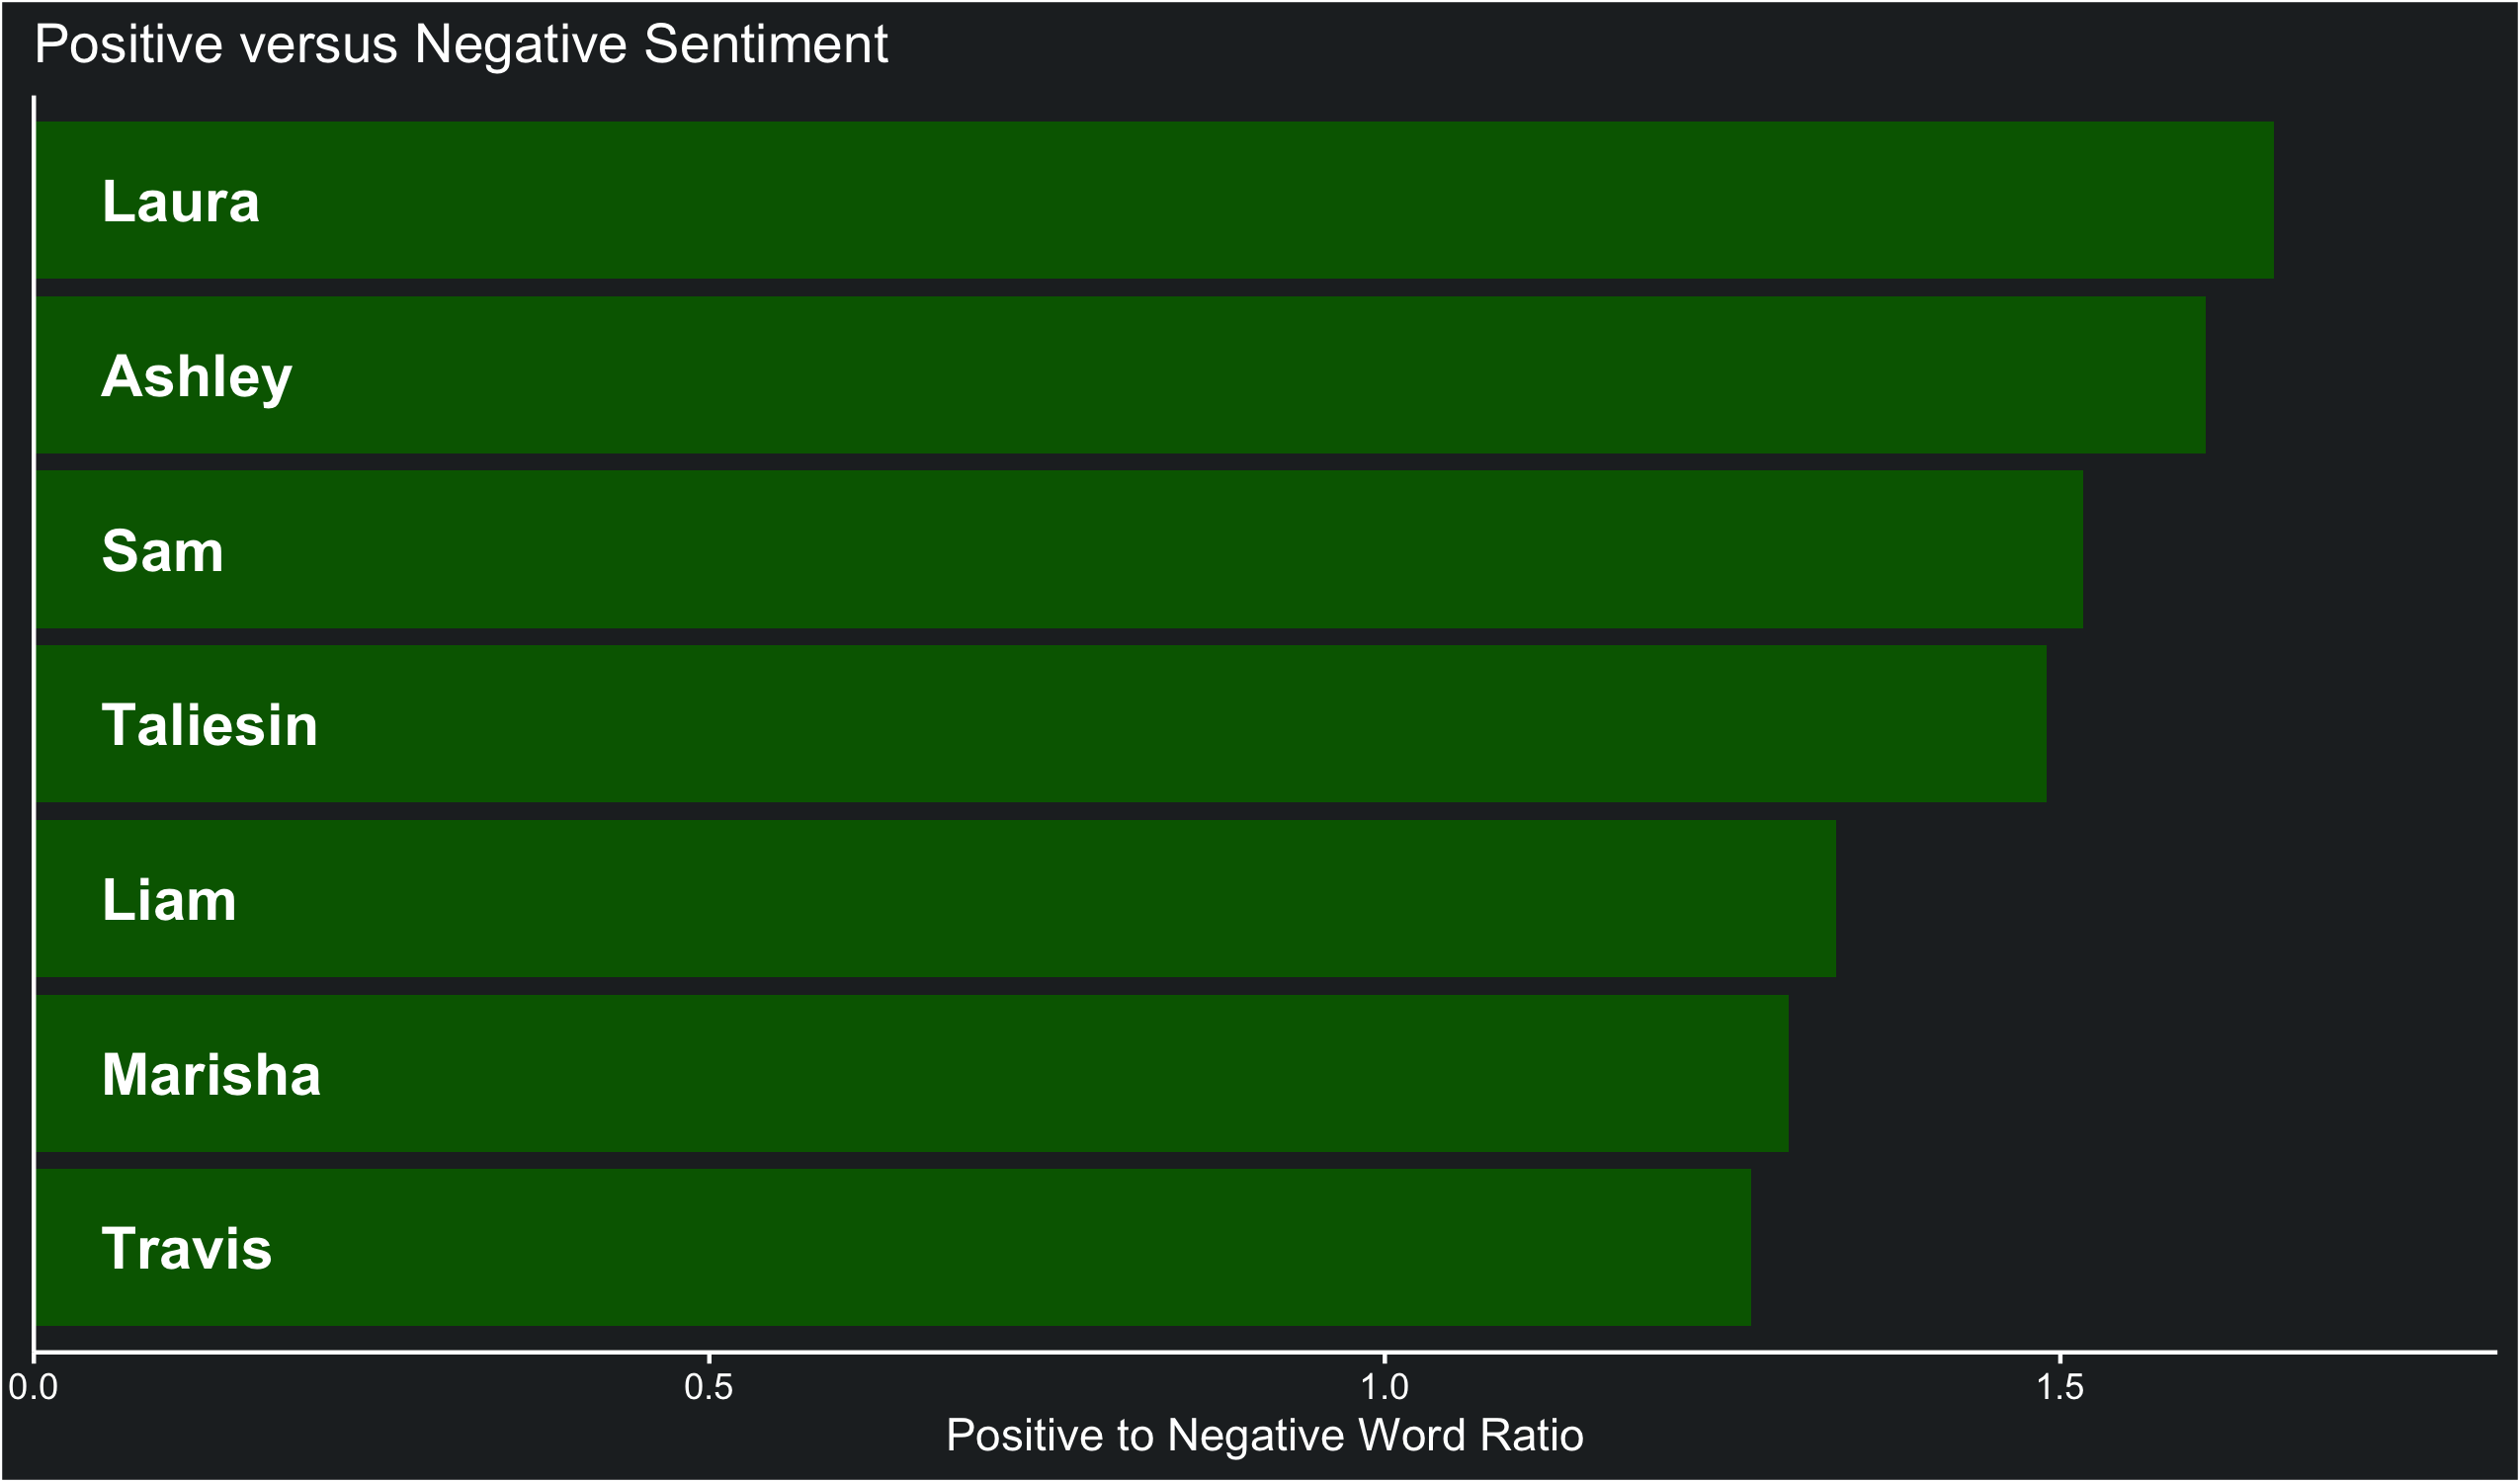 Positive versus Negative Sentiment
Laura
Ashley
Sam
Taliesin
Liam
Marisha
Travis
0.0 0.5 1.0 1.5
Positive to Negative Word Ratio